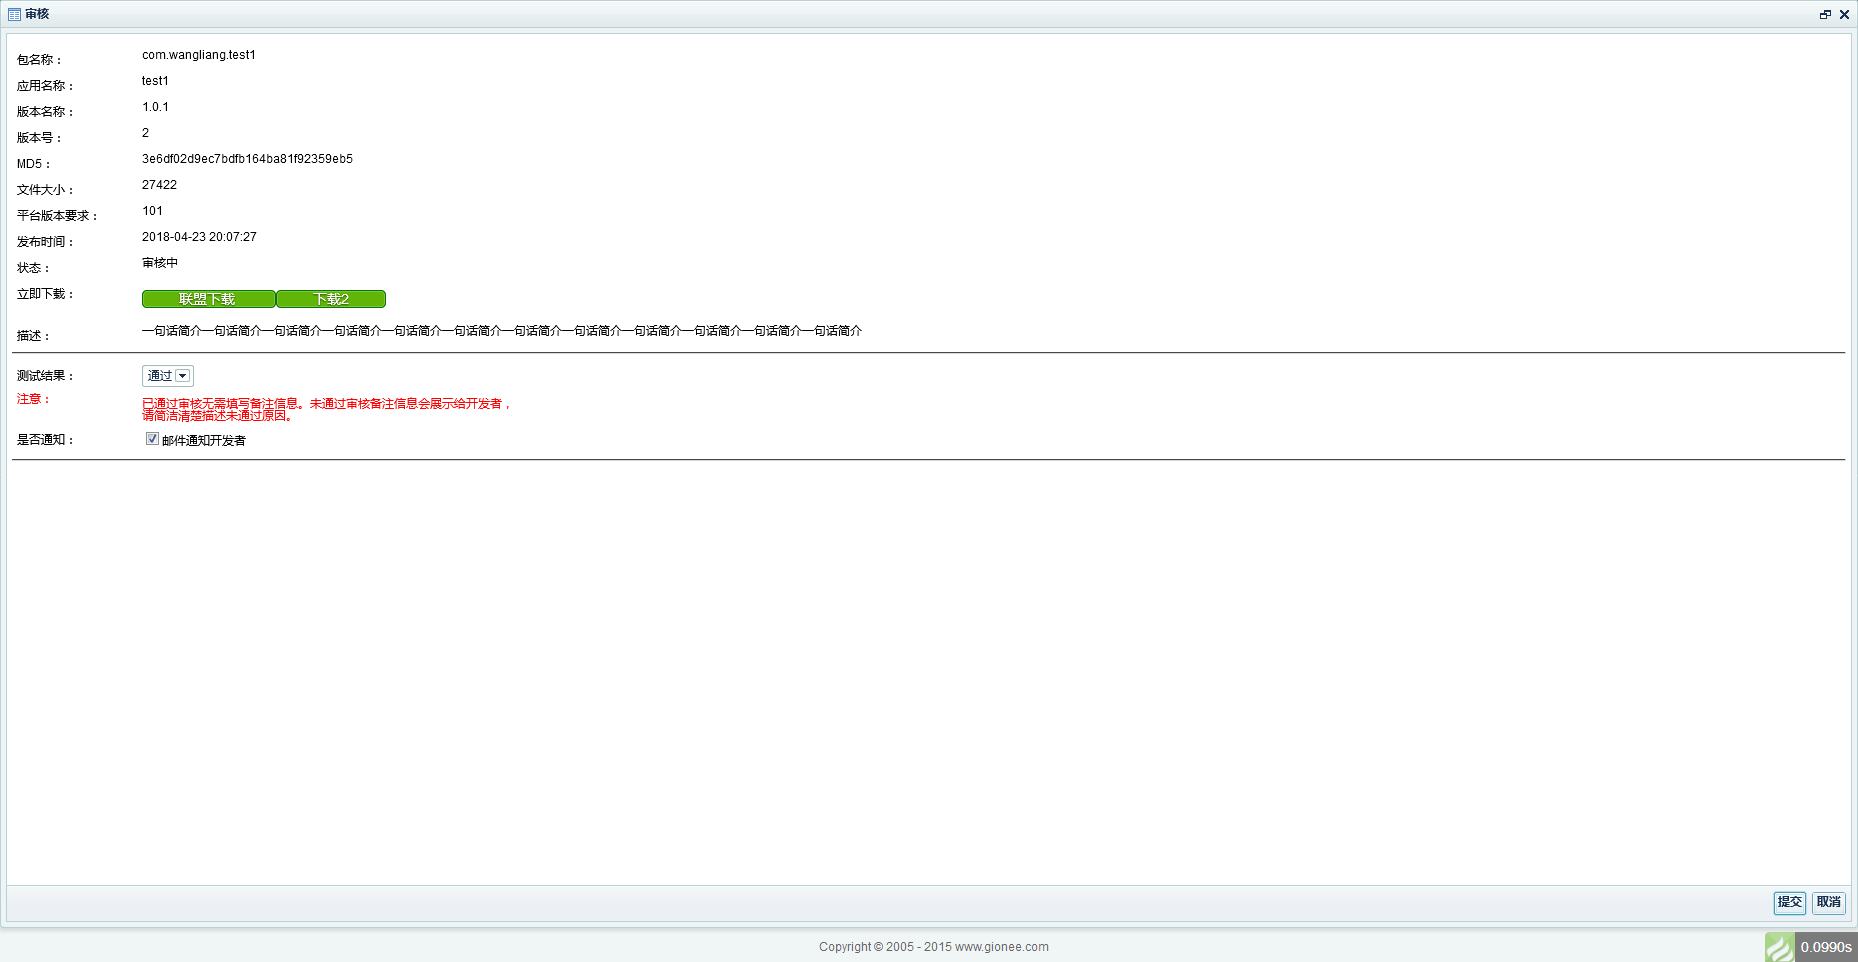 审核
包名称： com.wangliang.test1
应用名称： test1
版本名称： 1.0.1
版本号： 2
MD5： 3e6df02d9ec7bdfb164ba81f92359eb5
文件大小： 27422
平台版本要求： 101
发布时间： 2018-04-23 20:07:27
状态： 审核中
立即下载： 联盟下载 下载2
描述： 一句话简介一句话简介一句话简介一句话简介一句话简介一句话简介一句话简介一句话简介一句话简介一句话简介一句话简介一句话简介
测试结果： 通过
注意： 已通过审核无需填写备注信息。未通过审核备注信息会展示给开发者，
请简洁清楚描述未通过原因。
是否通知： 邮件通知开发者
提交 取消
Copyright © 2005 - 2015 www.gionee.com
0.0990s